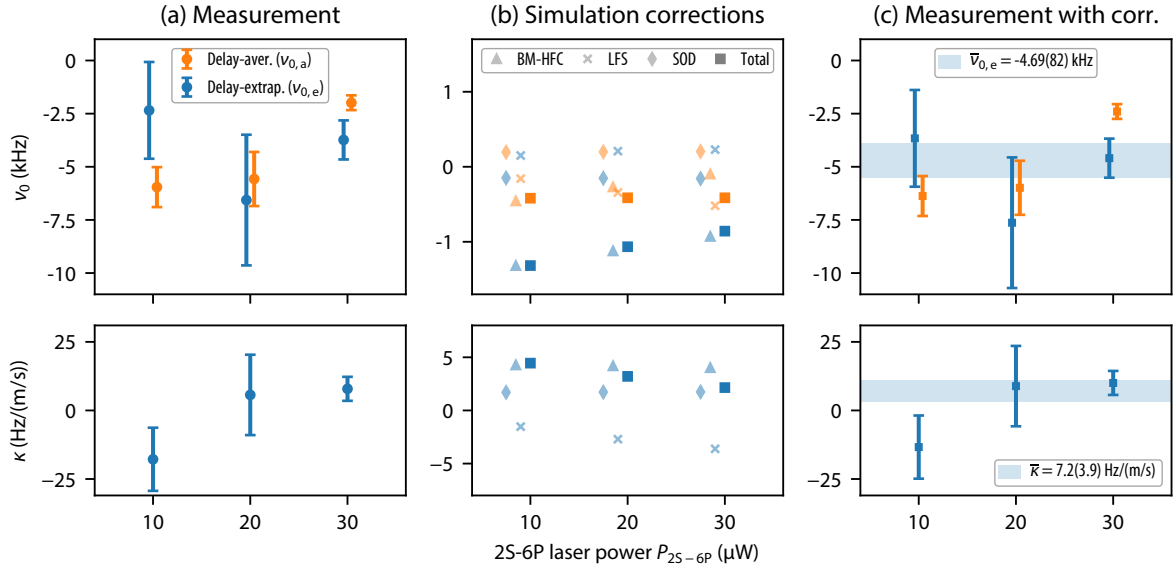 (a) Measurement
(b) Simulation corrections
(c) Measurement with corr.
Delay-aver. (ν0,a)
Delay-extrap. (ν0,e)
BM-HFC LFS SOD Total
ν̅0,e = -4.69(82) kHz
ν0 (kHz)
0
-2.5
-5
-7.5
-10
1
0
-1
0
-2.5
-5
-7.5
-10
κ (Hz/(m/s))
25
0
−25
5
0
−5
25
0
−25
κ̅ = 7.2(3.9) Hz/(m/s)
10 20 30
10 20 30
10 20 30
2S-6P laser power P2S−6P (µW)